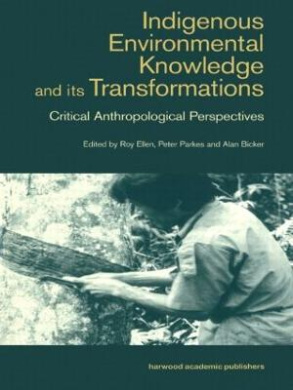 Indigenous
Environmental
Knowledge
and its Transformations
Critical Anthropological Perspectives
Edited by Roy Ellen, Peter Parkes and Alan Bicker
harwood academic publishers